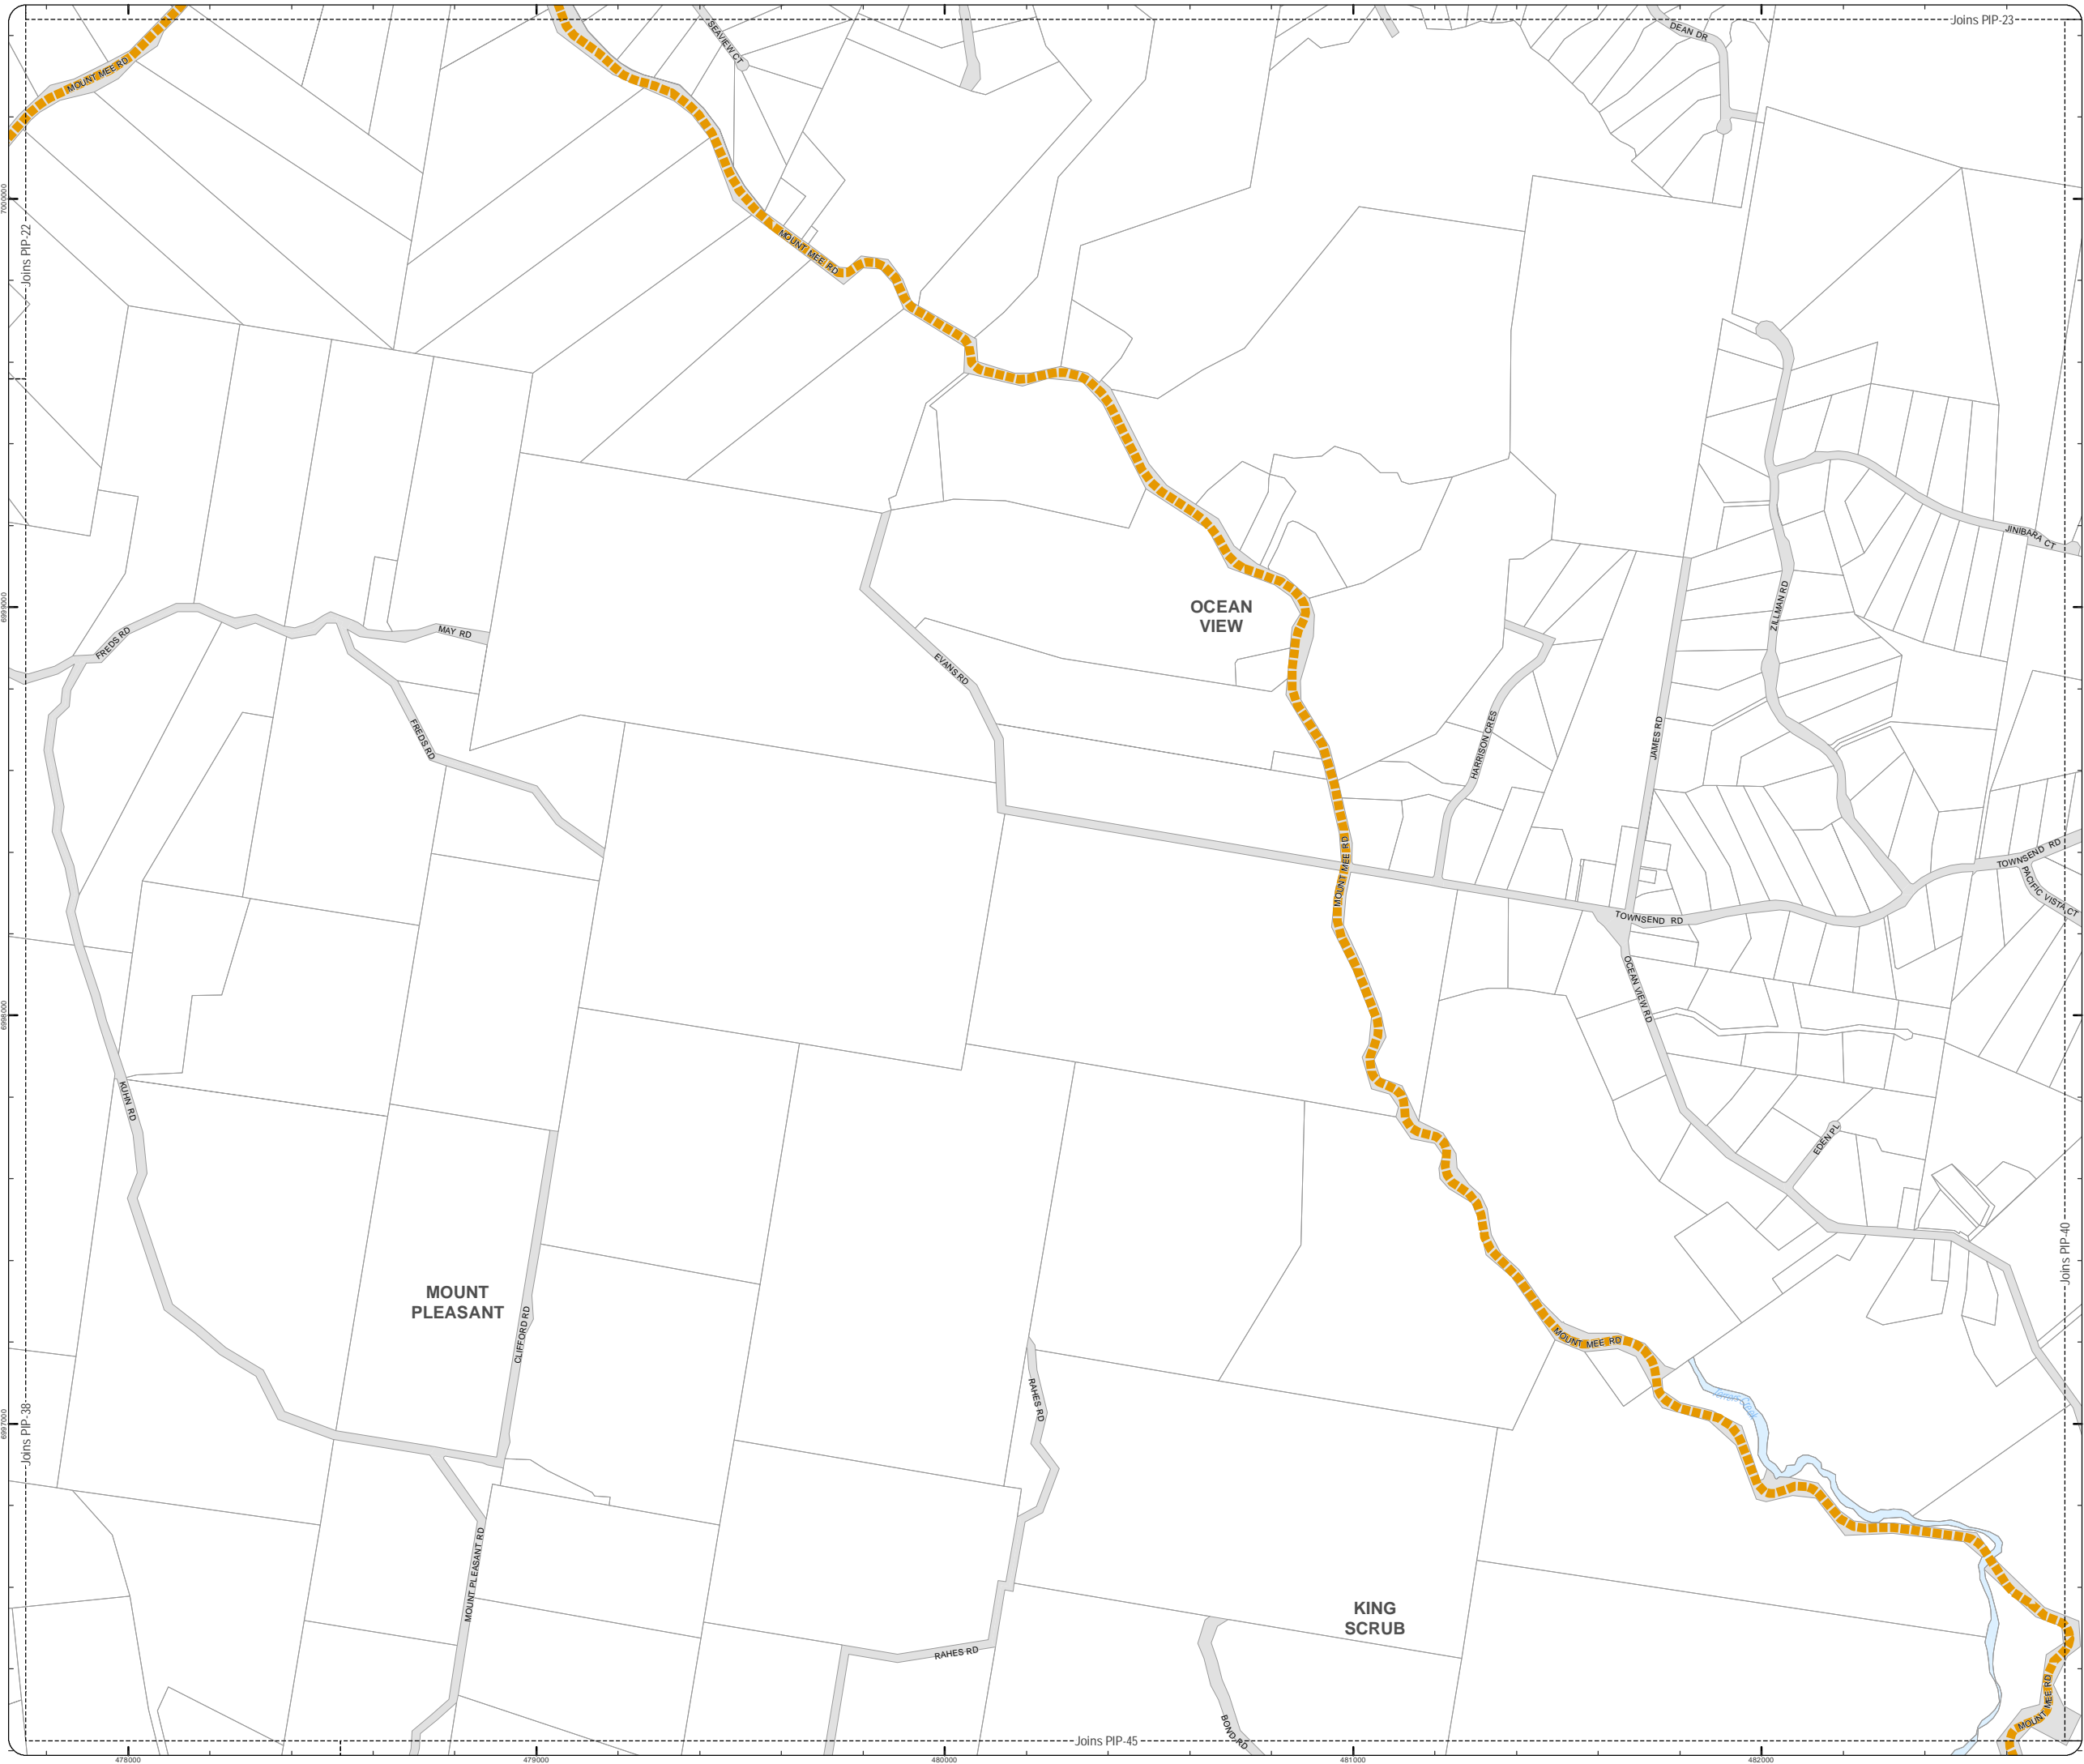 Joins PIP-23
DEAN DR
SEAVIEW CT
MOUNT MEE RD
7000000
Joins PIP-22
MOUNT MEE RD
JINIBARA CT
6999000
OCEAN
VIEW
ZILLMAN RD
FREDS RD
MAY RD
EVANS RD
FREDS RD
HARRISON CRES
JAMES RD
TOWNSEND RD
MOUNT MEE RD
PACIFIC VISTA CT
TOWNSEND RD
OCEAN VIEW RD
6998000
KUHN RD
EDEN PL
Joins PIP-40
MOUNT
PLEASANT
CLIFFORD RD
MOUNT MEE RD
RAHES RD
6997000
Joins PIP-38
MOUNT PLEASANT RD
KING
SCRUB
RAHES RD
MOUNT MEE RD
MOUNT
BOND RD
Joins PIP-45
478000
479000
480000
481000
482000